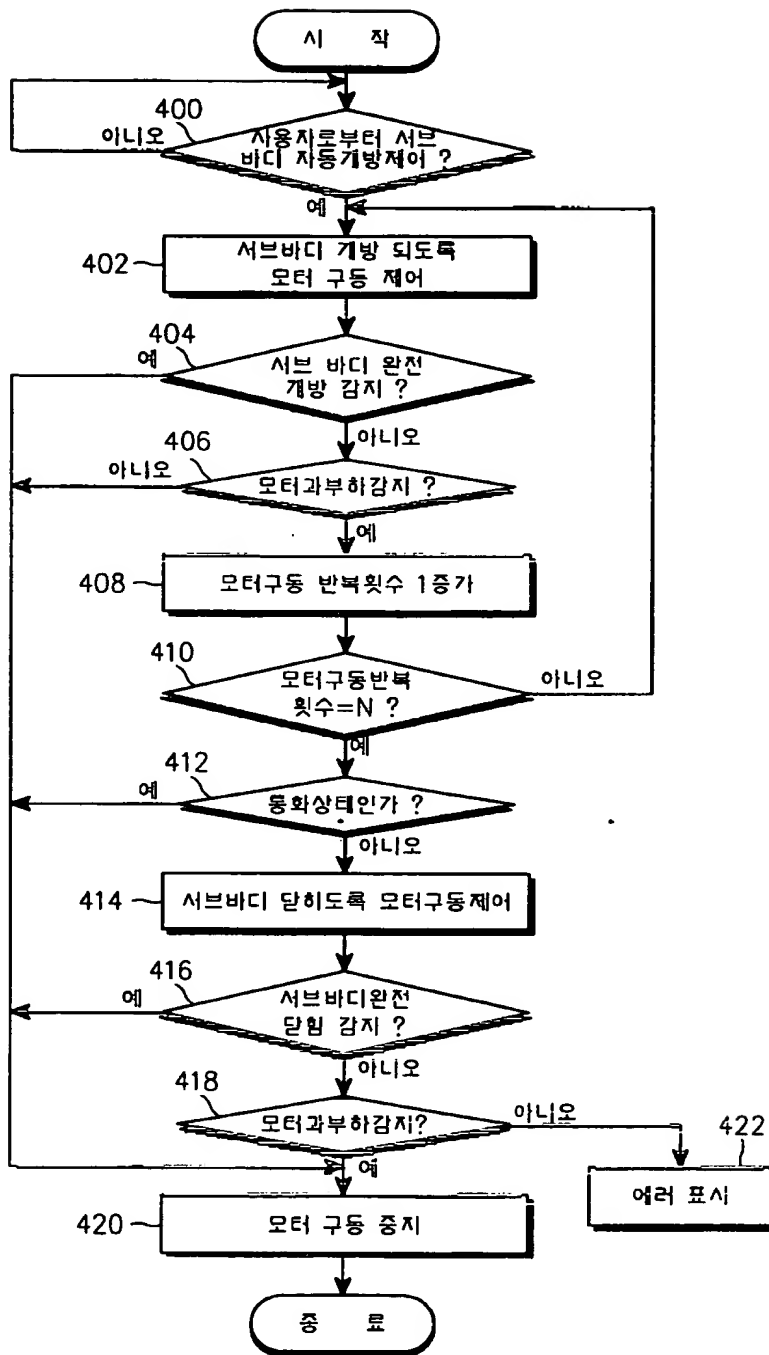 시 작
400
아니오
사용자로부터 서브
바디 자동개방제어 ?
예
402
서브바디 개방 되도록
모터 구동 제어
404
예
서브 바디 완전
개방 감지 ?
아니오
406
아니오
모터과부하감지 ?
예
408
모터구동 반복횟수 1증가
410
모터구동반복
횟수=N ?
아니오
예
412
예
통화상태인가 ?
아니오
414
서브바디 닫히도록 모터구동제어
416
예
서브바디완전
닫힘 감지 ?
아니오
418
모터과부하감지?
아니오
422
예
에러 표시
420
모터 구동 중지
종 료